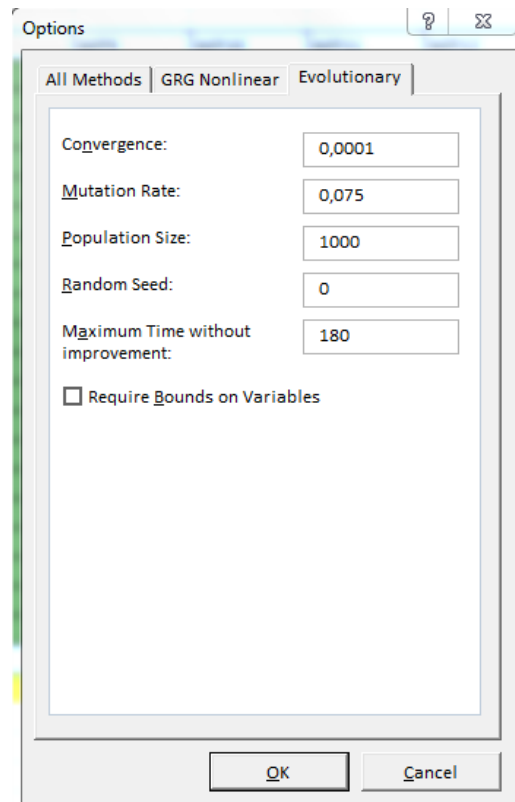 Options
All Methods GRG Nonlinear Evolutionary
Convergence: 0,0001
Mutation Rate: 0,075
Population Size: 1000
Random Seed: 0
Maximum Time without
improvement: 180
Require Bounds on Variables
OK Cancel